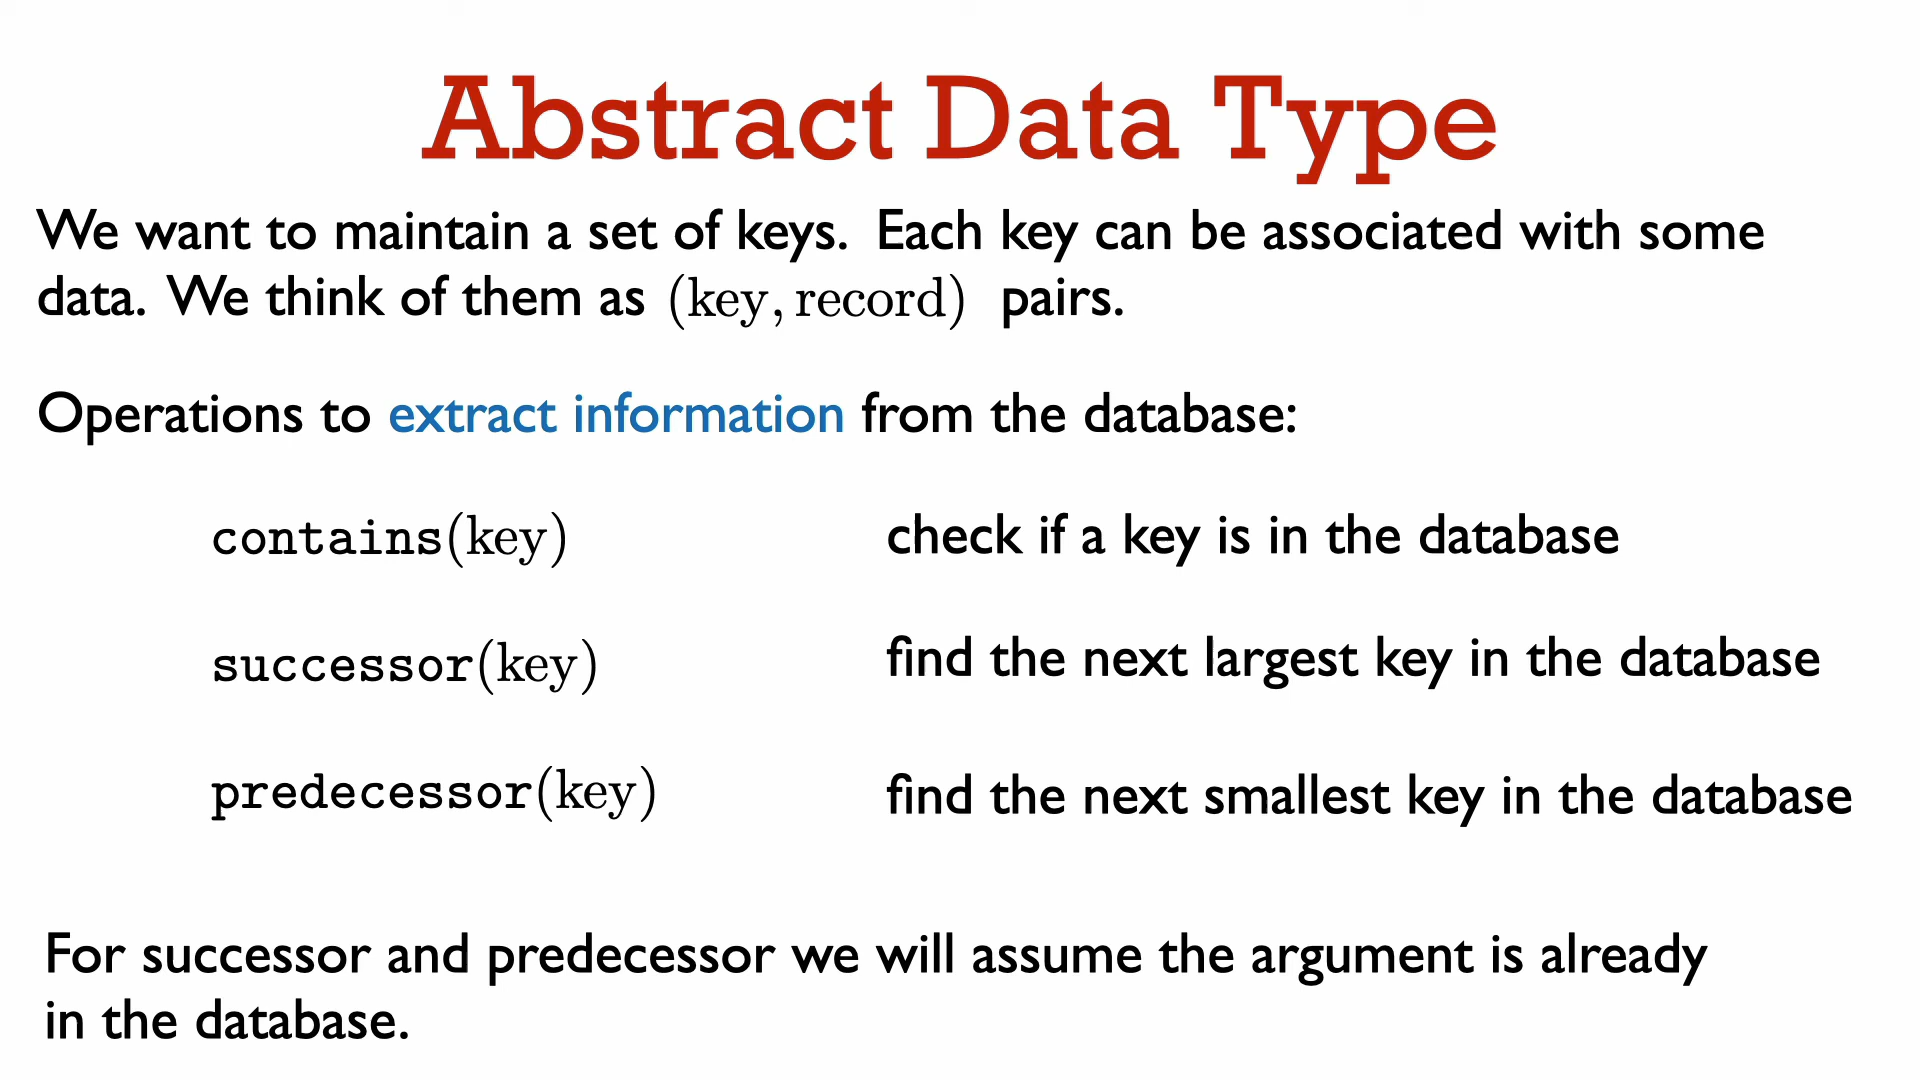 Abstract Data Type
We want to maintain a set of keys. Each key can be associated with some
data. We think of them as (key, record) pairs.
Operations to extract information from the database:
contains(key) check if a key is in the database
successor(key) find the next largest key in the database
predecessor(key) find the next smallest key in the database
For successor and predecessor we will assume the argument is already
in the database.